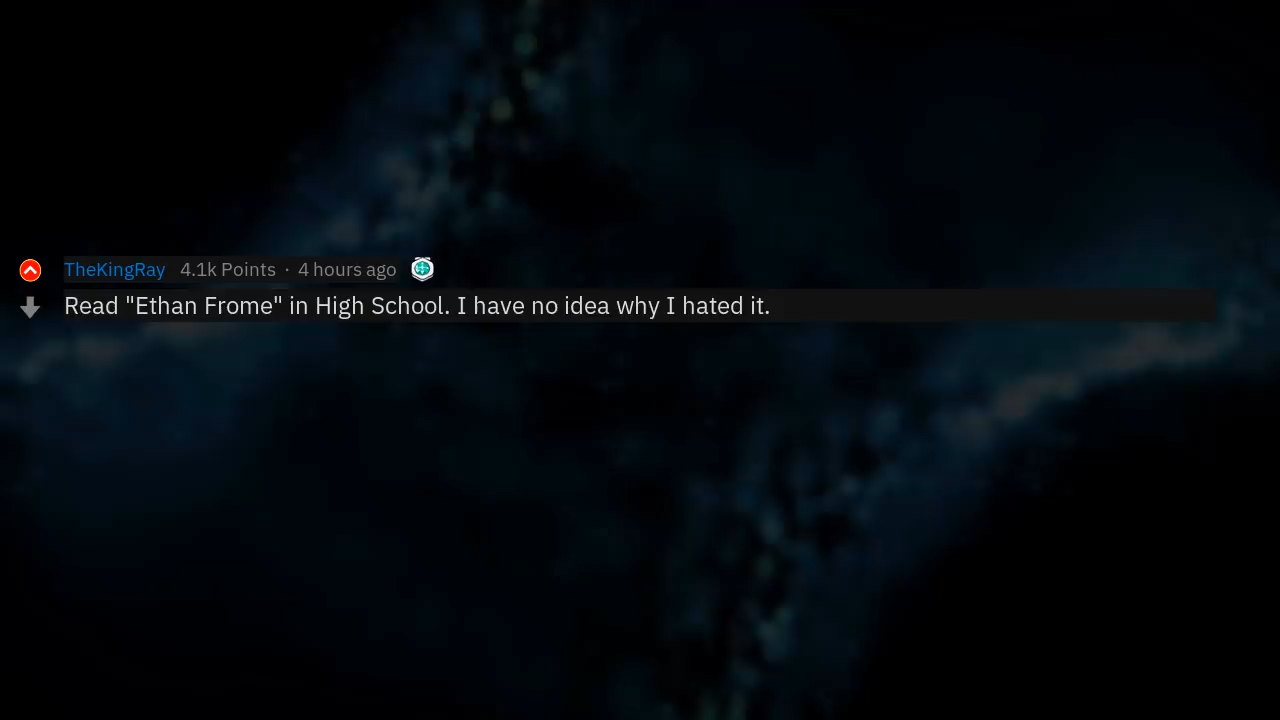 TheKingRay 4.1k Points · 4 hours ago
Read "Ethan Frome" in High School. I have no idea why I hated it.